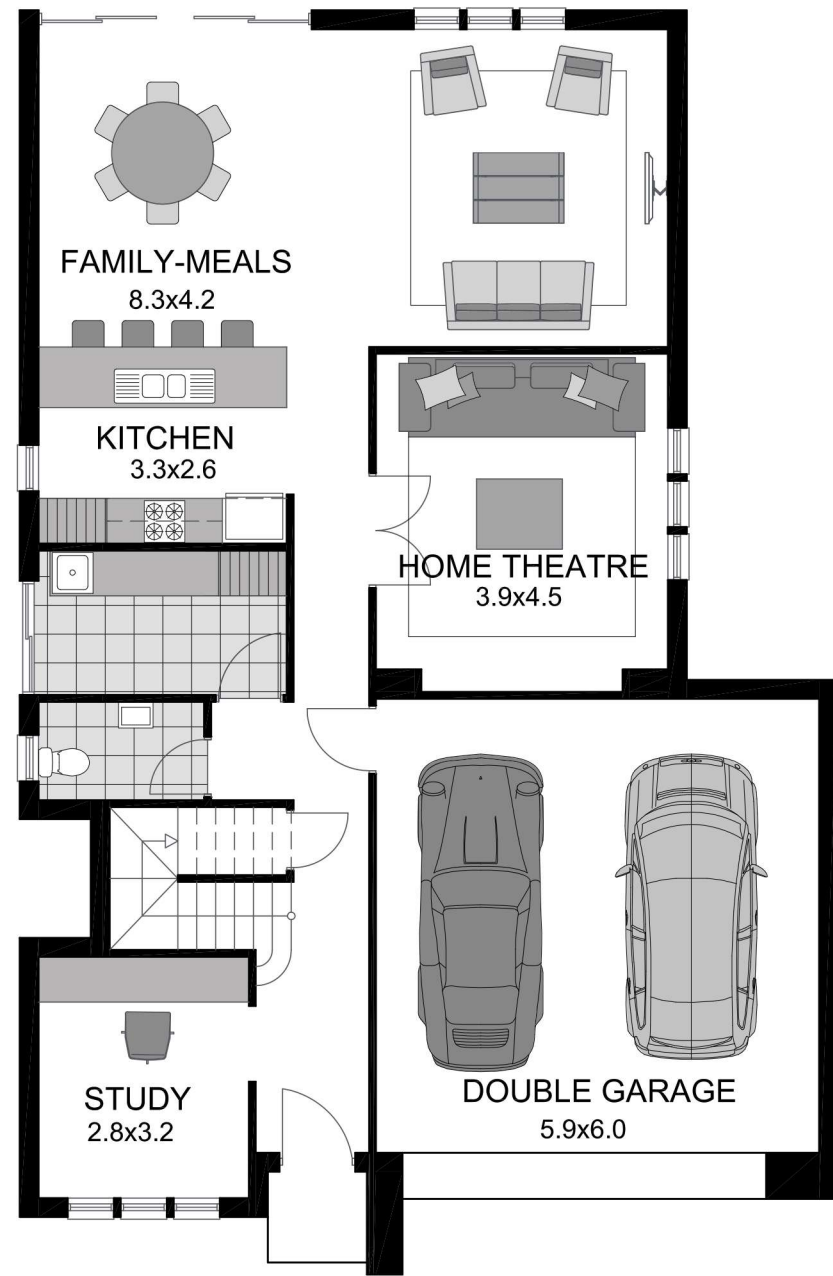 FAMILY-MEALS
8.3x4.2
KITCHEN
3.3x2.6
HOME THEATRE
3.9x4.5
STUDY
2.8x3.2
DOUBLE GARAGE
5.9x6.0